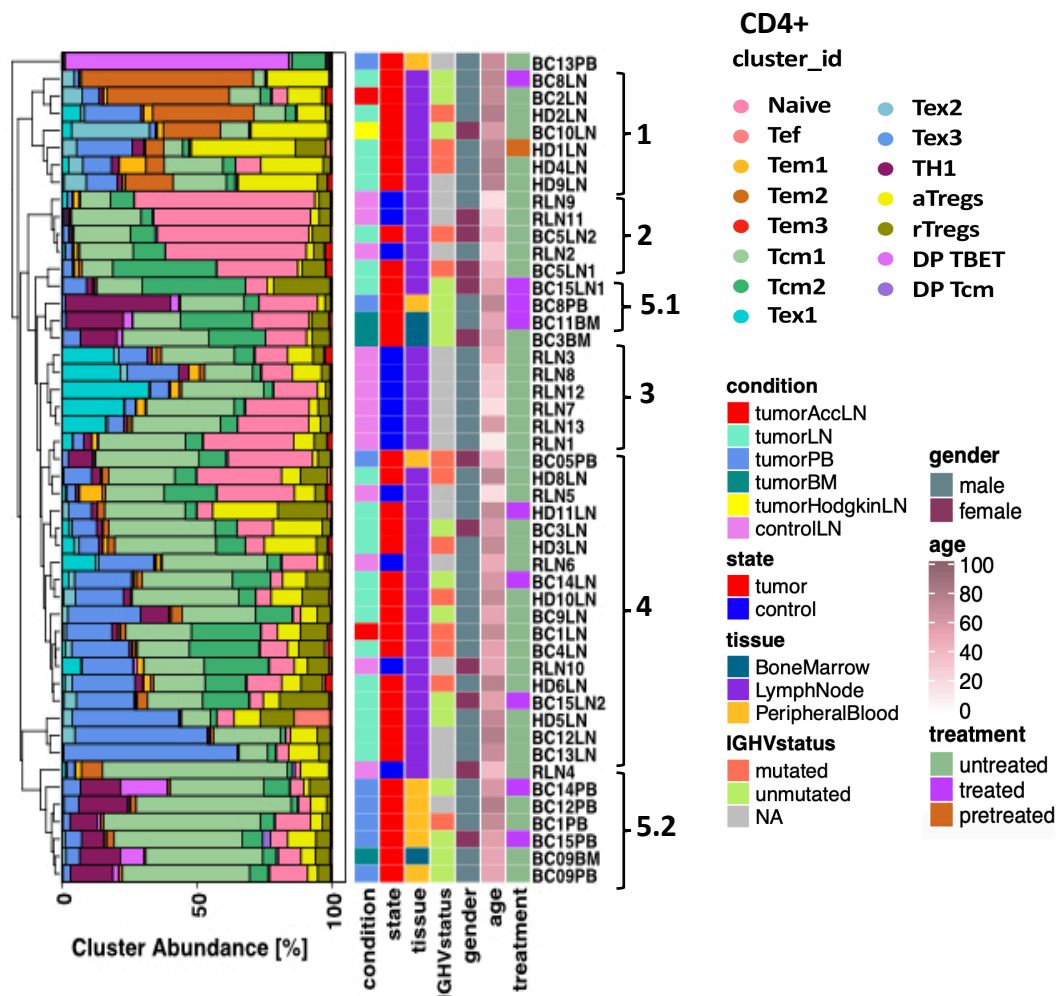 CD4+
cluster_id
Naive
Tef
Tem1
Tem2
Tem3
Tcm1
Tcm2
Tex1
Tex2
Tex3
TH1
aTregs
rTregs
DP TBET
DP Tcm
BC13PB
BC8LN
BC2LN
HD2LN
BC10LN
HD1LN
HD4LN
HD9LN
RLN9
RLN11
BC5LN2
RLN2
BC5LN1
BC15LN1
BC8PB
BC11BM
BC3BM
RLN3
RLN8
RLN12
RLN7
RLN13
RLN1
BC05PB
HD8LN
RLN5
HD11LN
BC3LN
HD3LN
RLN6
BC14LN
HD10LN
BC9LN
BC1LN
BC4LN
RLN10
HD6LN
BC15LN2
HD5LN
BC12LN
BC13LN
RLN4
BC14PB
BC12PB
BC1PB
BC15PB
BC09BM
BC09PB
1
2
5.1
3
4
5.2
0
50
100
Cluster Abundance [%]
condition
state
tissue
IGHVstatus
gender
age
treatment
condition
tumorAccLN
tumorLN
tumorPB
tumorBM
tumorHodgkinLN
controlLN
state
tumor
control
tissue
BoneMarrow
LymphNode
PeripheralBlood
IGHVstatus
mutated
unmutated
NA
gender
male
female
age
100
80
60
40
20
0
treatment
untreated
treated
pretreated